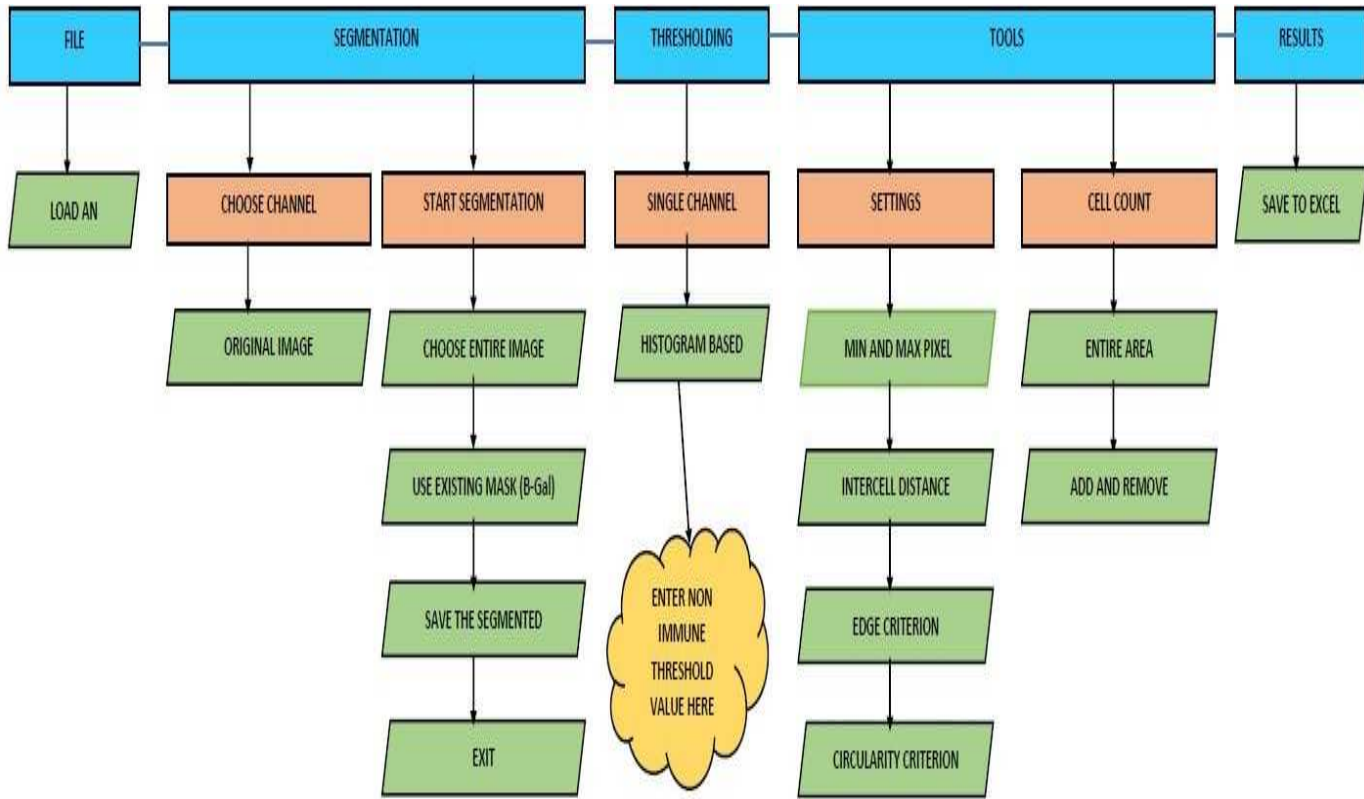 FILE
SEGMENTATION
THRESHOLDING
TOOLS
RESULTS
LOAD AN
CHOOSE CHANNEL
START SEGMENTATION
SINGLE CHANNEL
SETTINGS
CELL COUNT
SAVE TO EXCEL
ORIGINAL IMAGE
CHOOSE ENTIRE IMAGE
HISTOGRAM BASED
MIN AND MAX PIXEL
ENTIRE AREA
USE EXISTING MASK (B-Gal)
INTERCELL DISTANCE
ADD AND REMOVE
ENTER NON
IMMUNE
THRESHOLD
VALUE HERE
SAVE THE SEGMENTED
EDGE CRITERION
EXIT
CIRCULARITY CRITERION